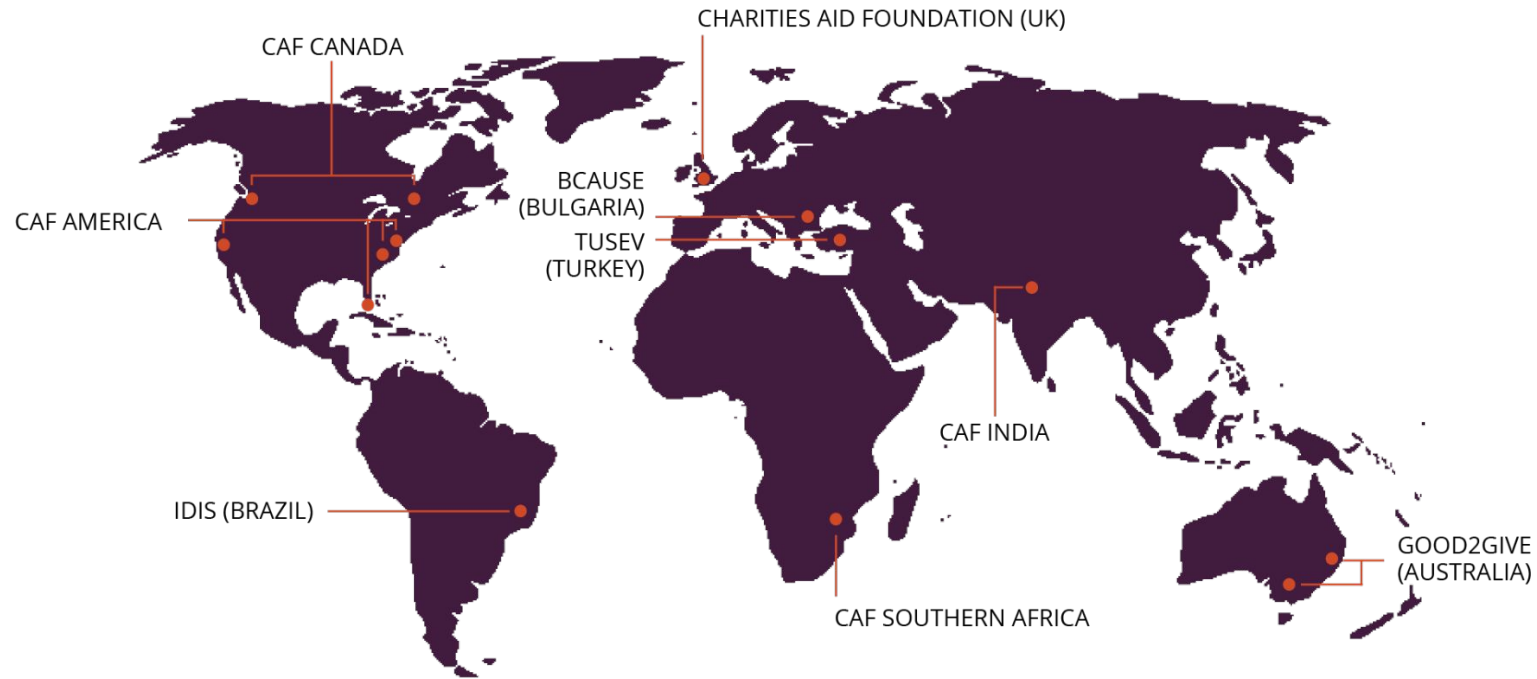 CHARITIES AID FOUNDATION (UK)
CAF CANADA
BCAUSE
(BULGARIA)
CAF AMERICA
TUSEV
(TURKEY)
CAF INDIA
IDIS (BRAZIL)
GOOD2GIVE
(AUSTRALIA)
CAF SOUTHERN AFRICA